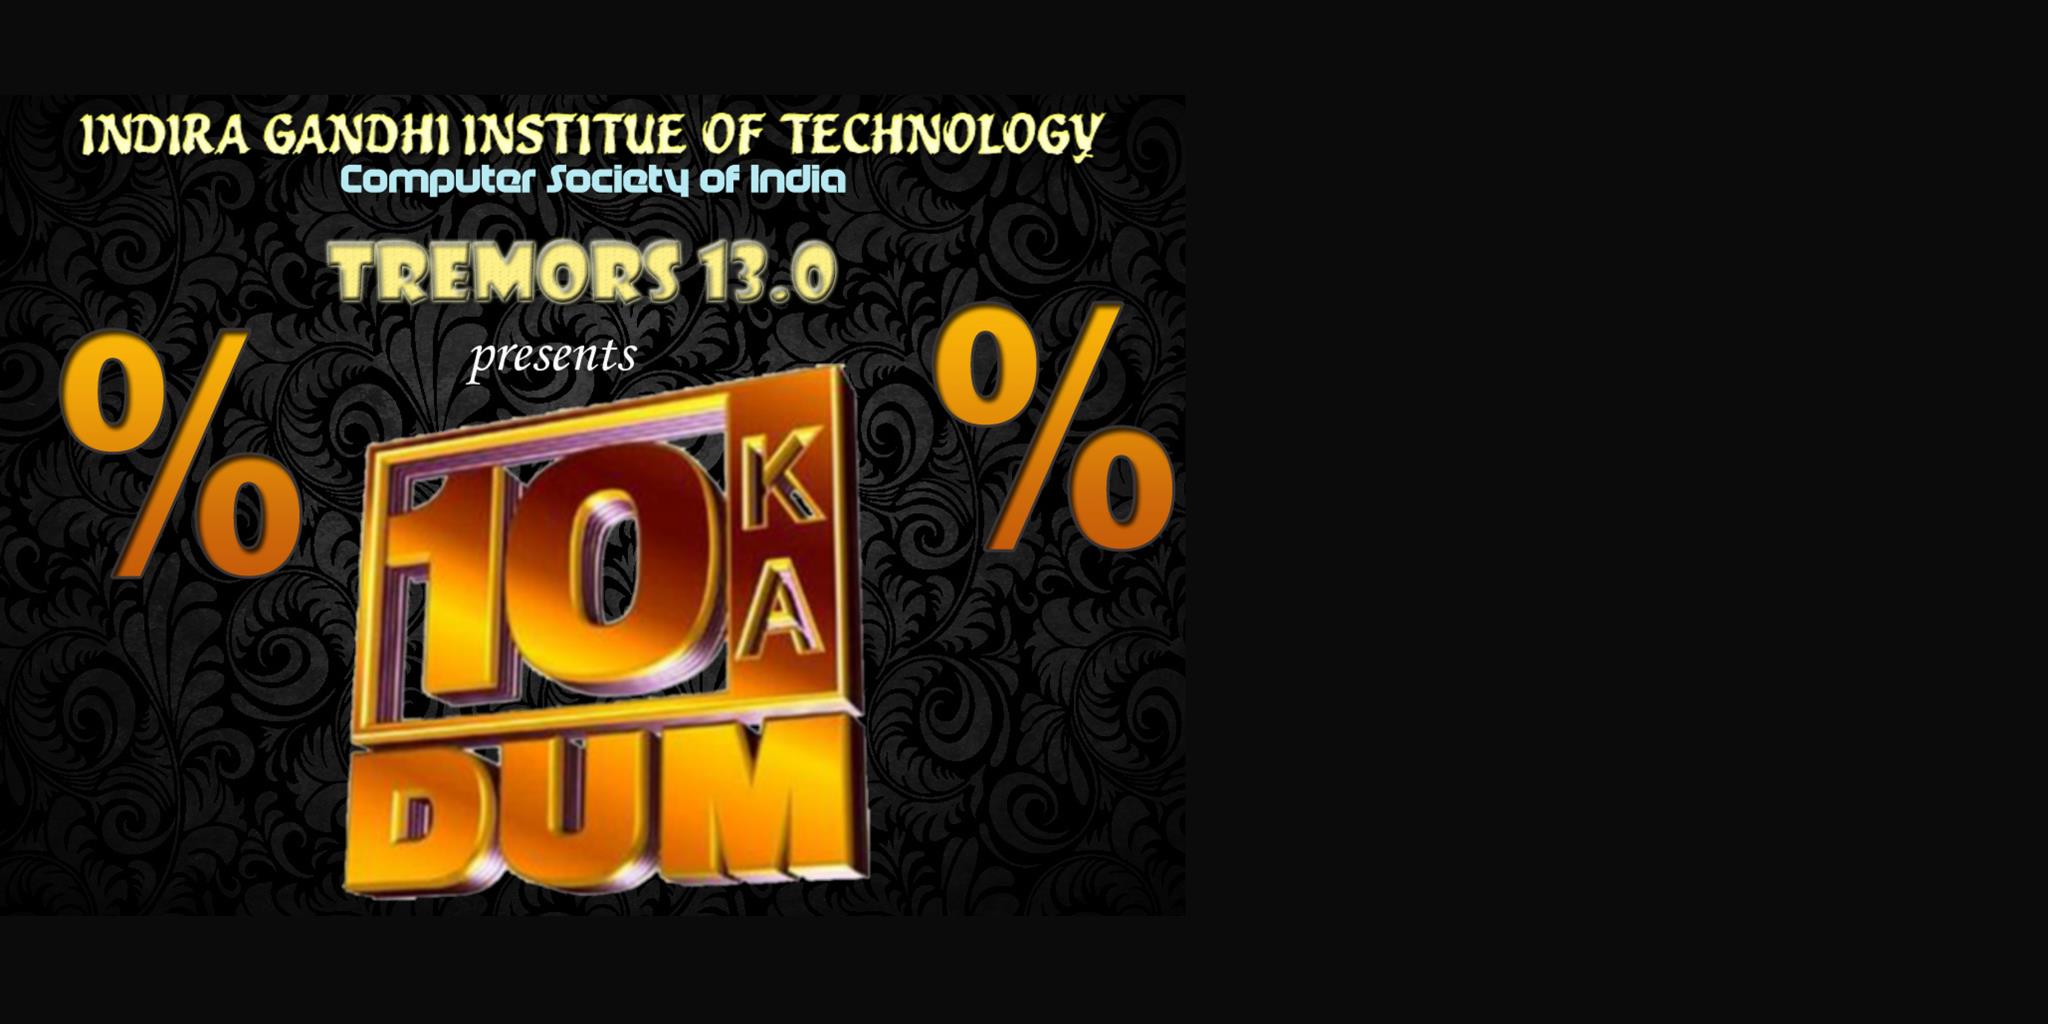 INDIRA GANDHI INSTITUE OF TECHNOLOGY
Computer Society of India
TREMORS 13.0
presents
% %
10 KA
DUM